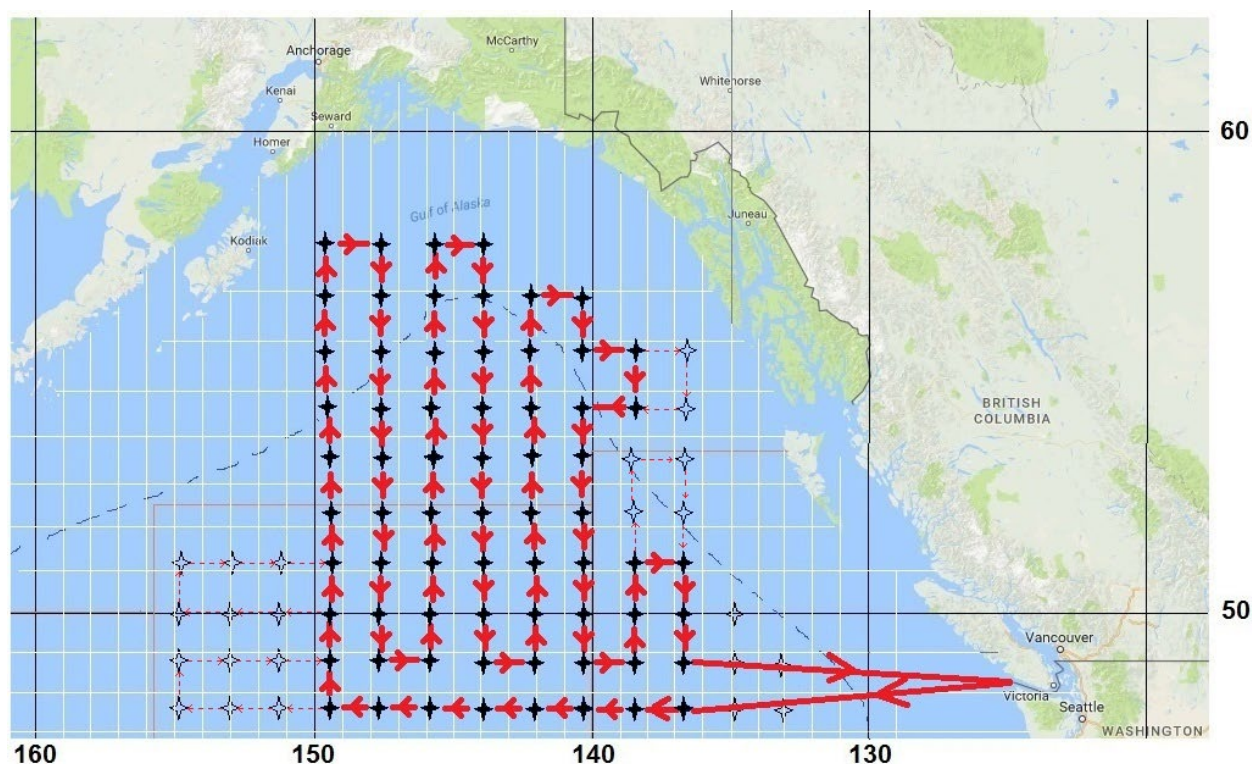 McCarthy
Anchorage
Whitehorse
Kenai
Seward
60
Homer
Gulf of Alaska
Juneau
Kodiak
BRITISH
COLUMBIA
50
Vancouver
Victoria
Seattle
WASHINGTON
160
150
140
130